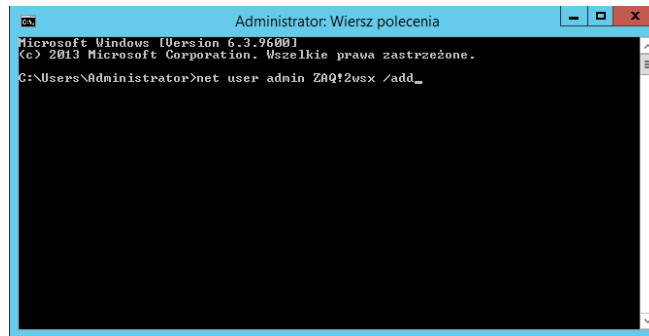 Administrator: Wiersz polecenia
Microsoft Windows [Version 6.3.9600]
(c) 2013 Microsoft Corporation. Wszelkie prawa zastrzeżone.
C:\Users\Administrator>net user admin ZAQ!2wsx /add_